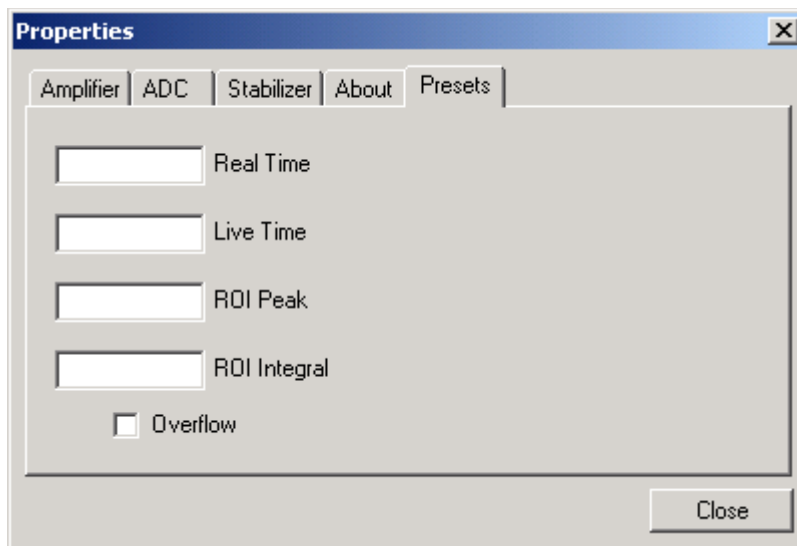 Properties
Amplifier ADC Stabilizer About Presets
Real Time
Live Time
ROI Peak
ROI Integral
Overflow
Close